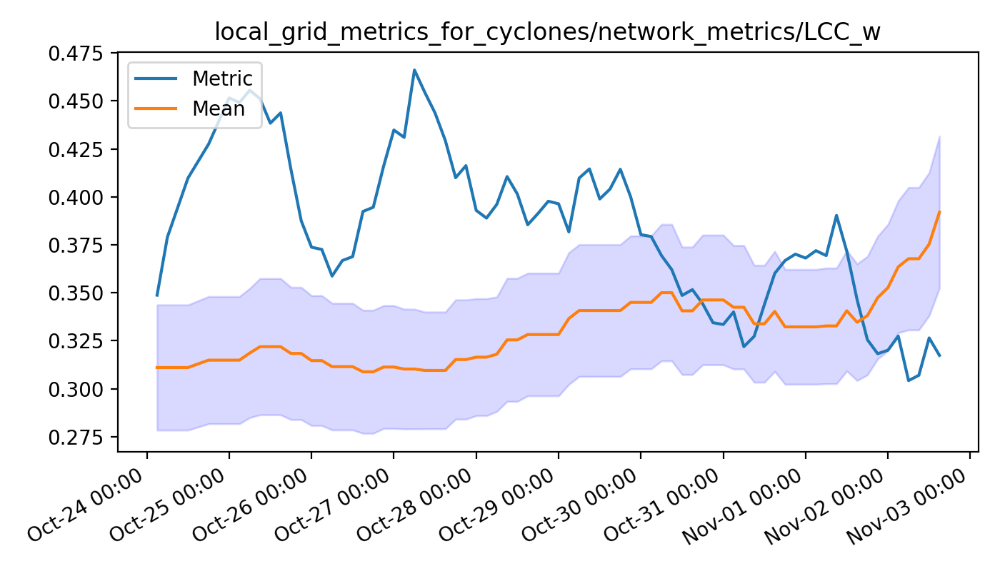 local_grid_metrics_for_cyclones/network_metrics/LCC_w
Metric
Mean
0.475
0.450
0.425
0.400
0.375
0.350
0.325
0.300
0.275
Oct-24 00:00
Oct-25 00:00
Oct-26 00:00
Oct-27 00:00
Oct-28 00:00
Oct-29 00:00
Oct-30 00:00
Oct-31 00:00
Nov-01 00:00
Nov-02 00:00
Nov-03 00:00